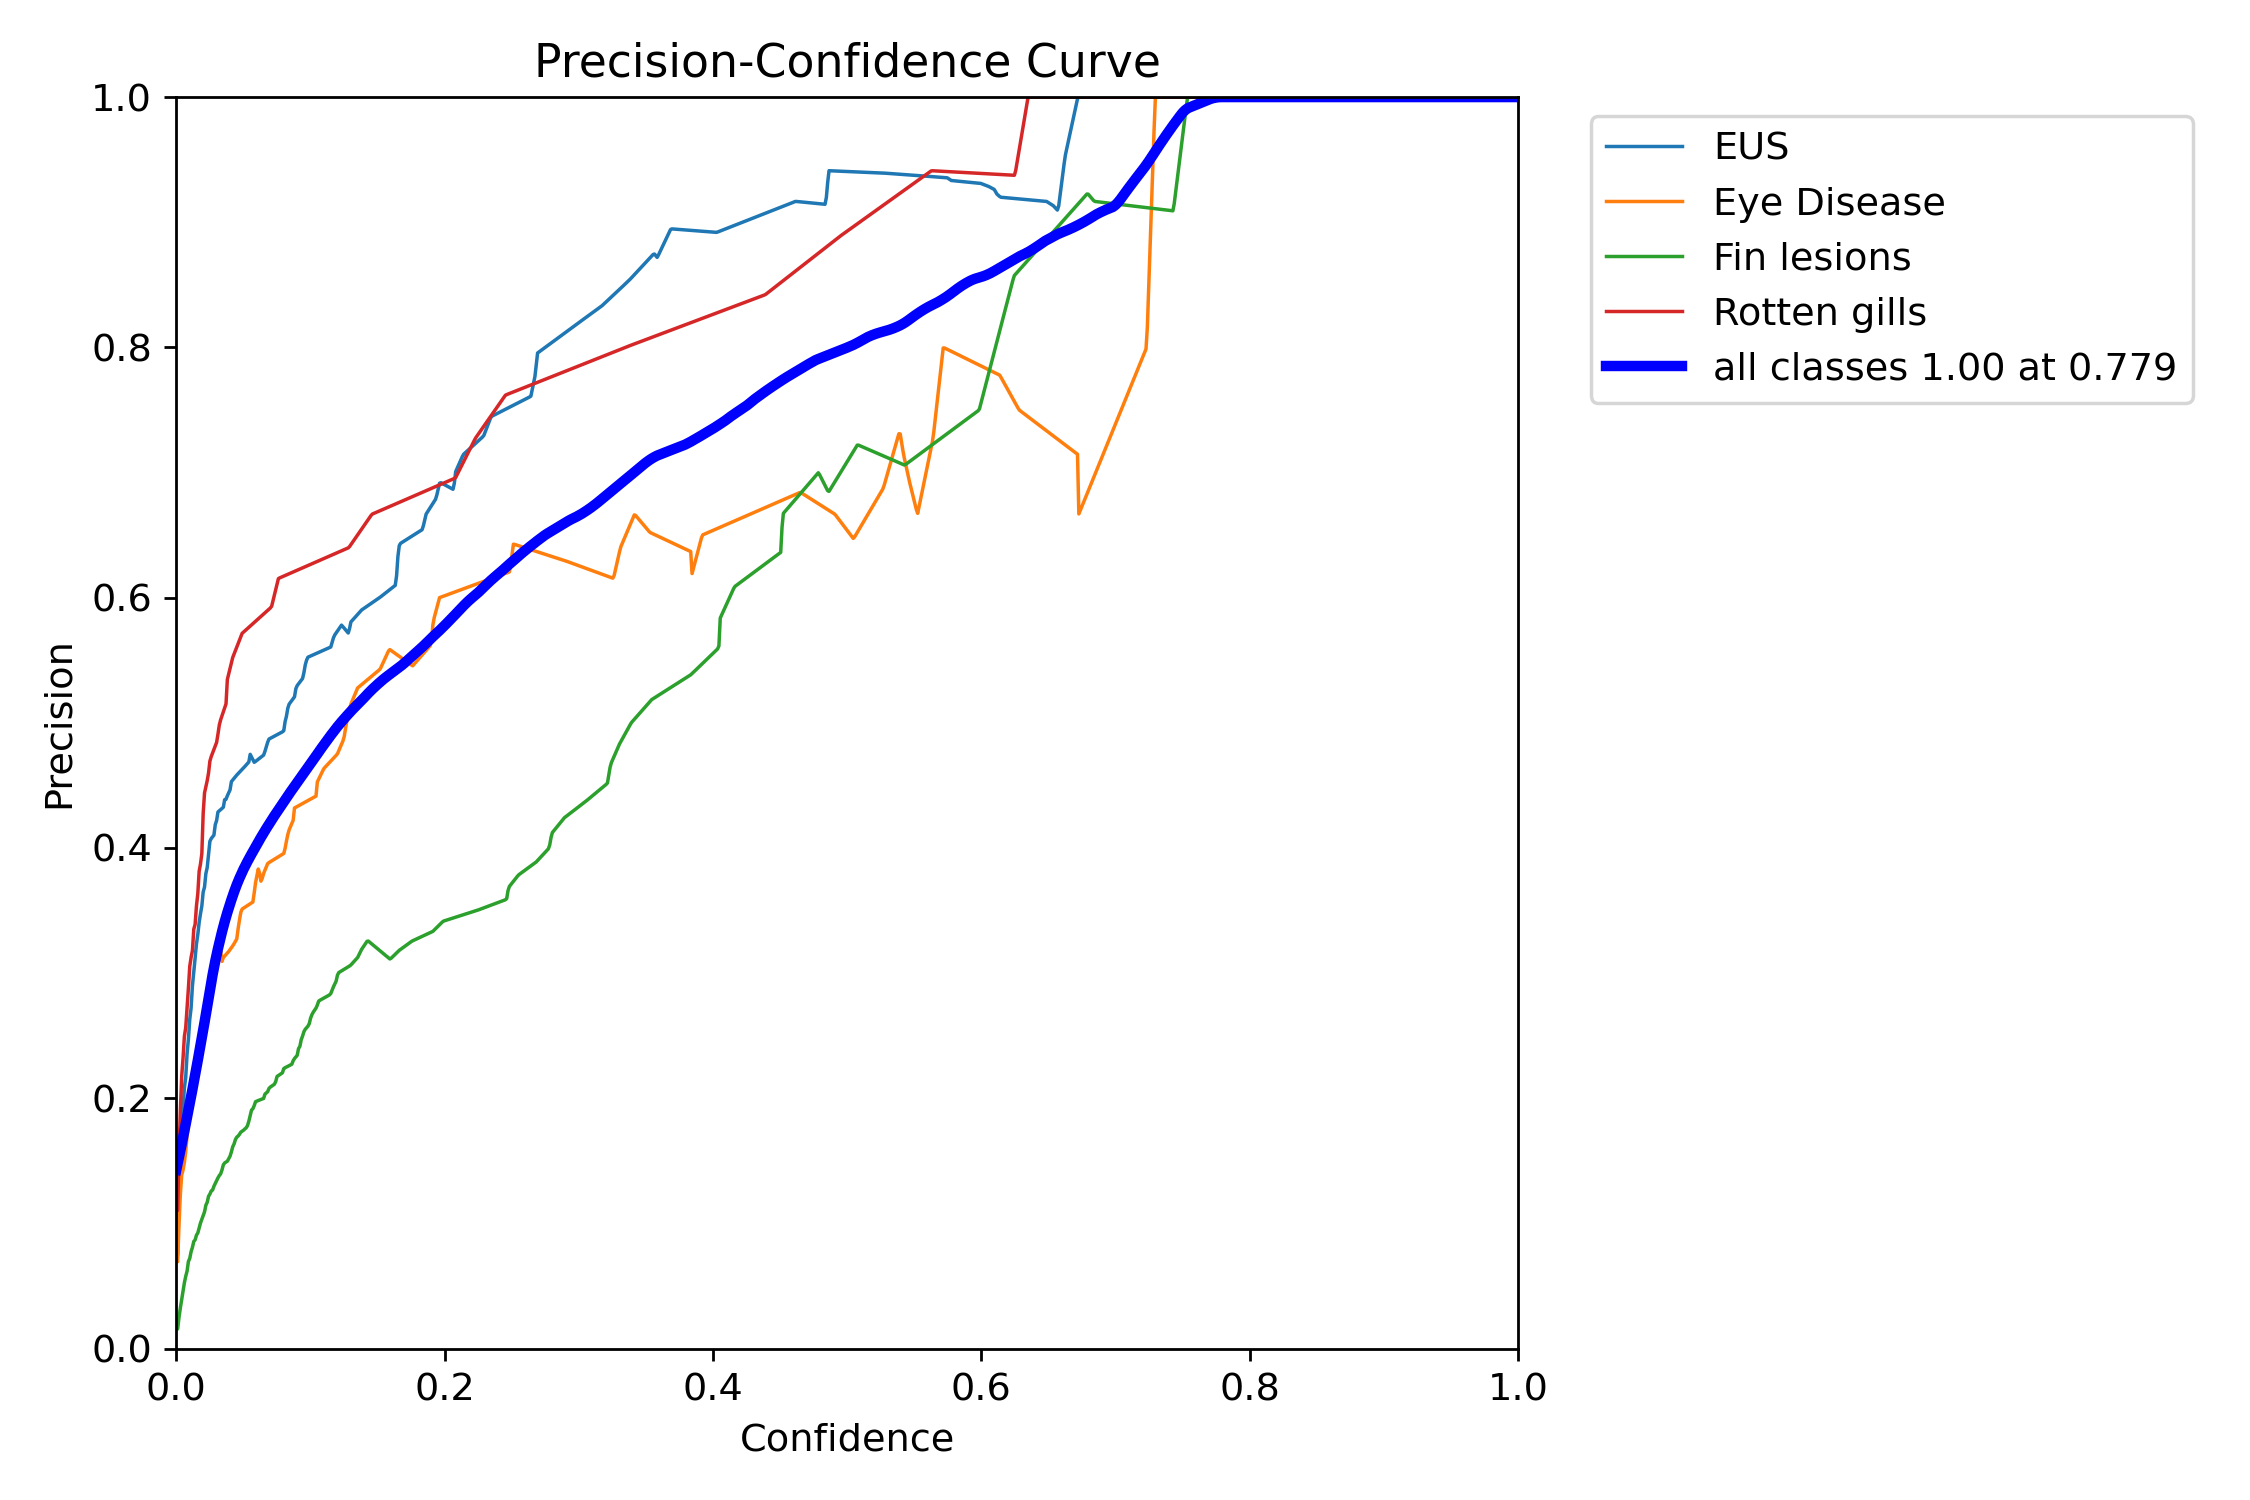 Precision-Confidence Curve
1.0
0.8
0.6
0.4
0.2
0.0
Precision
0.0 0.2 0.4 0.6 0.8 1.0
Confidence
EUS
Eye Disease
Fin lesions
Rotten gills
all classes 1.00 at 0.779